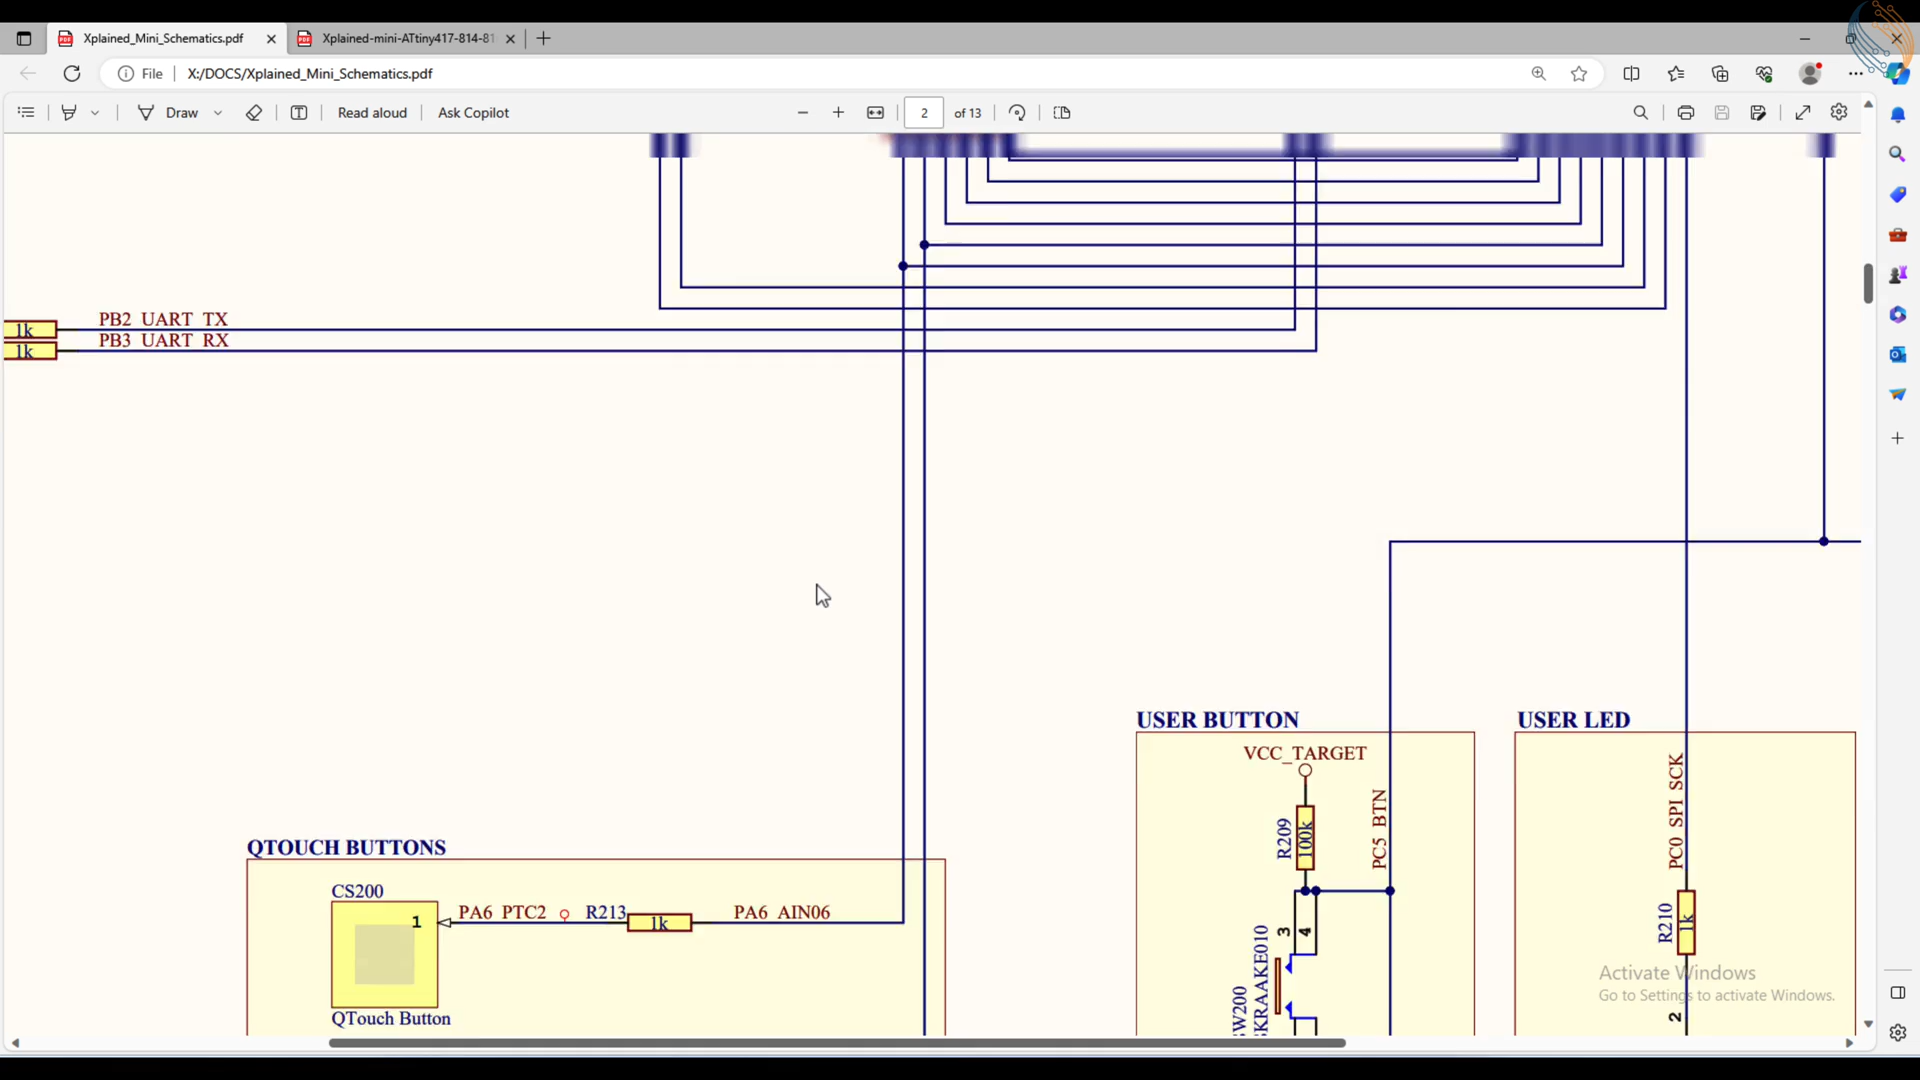 Xplained_Mini_Schematics.pdf
Xplained-mini-ATtiny417-814-81
File
X:/DOCS/Xplained_Mini_Schematics.pdf
Draw
Read aloud
Ask Copilot
2
of 13
1k
PB2 UART TX
1k
PB3 UART RX
USER BUTTON
USER LED
VCC_TARGET
PC0 SPI SCK
PC5 BTN
R209
100k
QTOUCH BUTTONS
CS200
1
PA6 PTC2
R213
1k
PA6 AIN06
R210
1k
3
4
QTouch Button
SW200
SKRAAKE010
2
Activate Windows
Go to Settings to activate Windows.